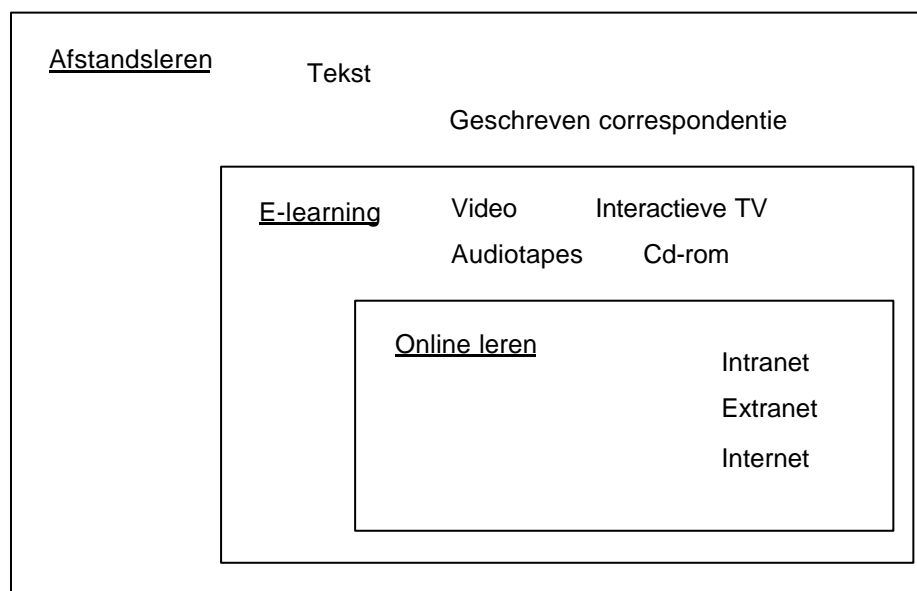 Afstandsleren
Tekst
Geschreven correspondentie
E-learning Video Interactieve TV
Audiotapes Cd-rom
Online leren
Intranet
Extranet
Internet